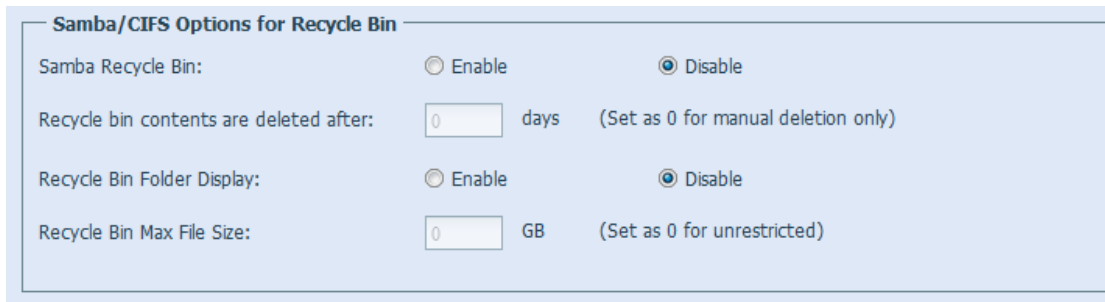 Samba/CIFS Options for Recycle Bin
Samba Recycle Bin: Enable Disable
Recycle bin contents are deleted after: 0 days (Set as 0 for manual deletion only)
Recycle Bin Folder Display: Enable Disable
Recycle Bin Max File Size: 0 GB (Set as 0 for unrestricted)